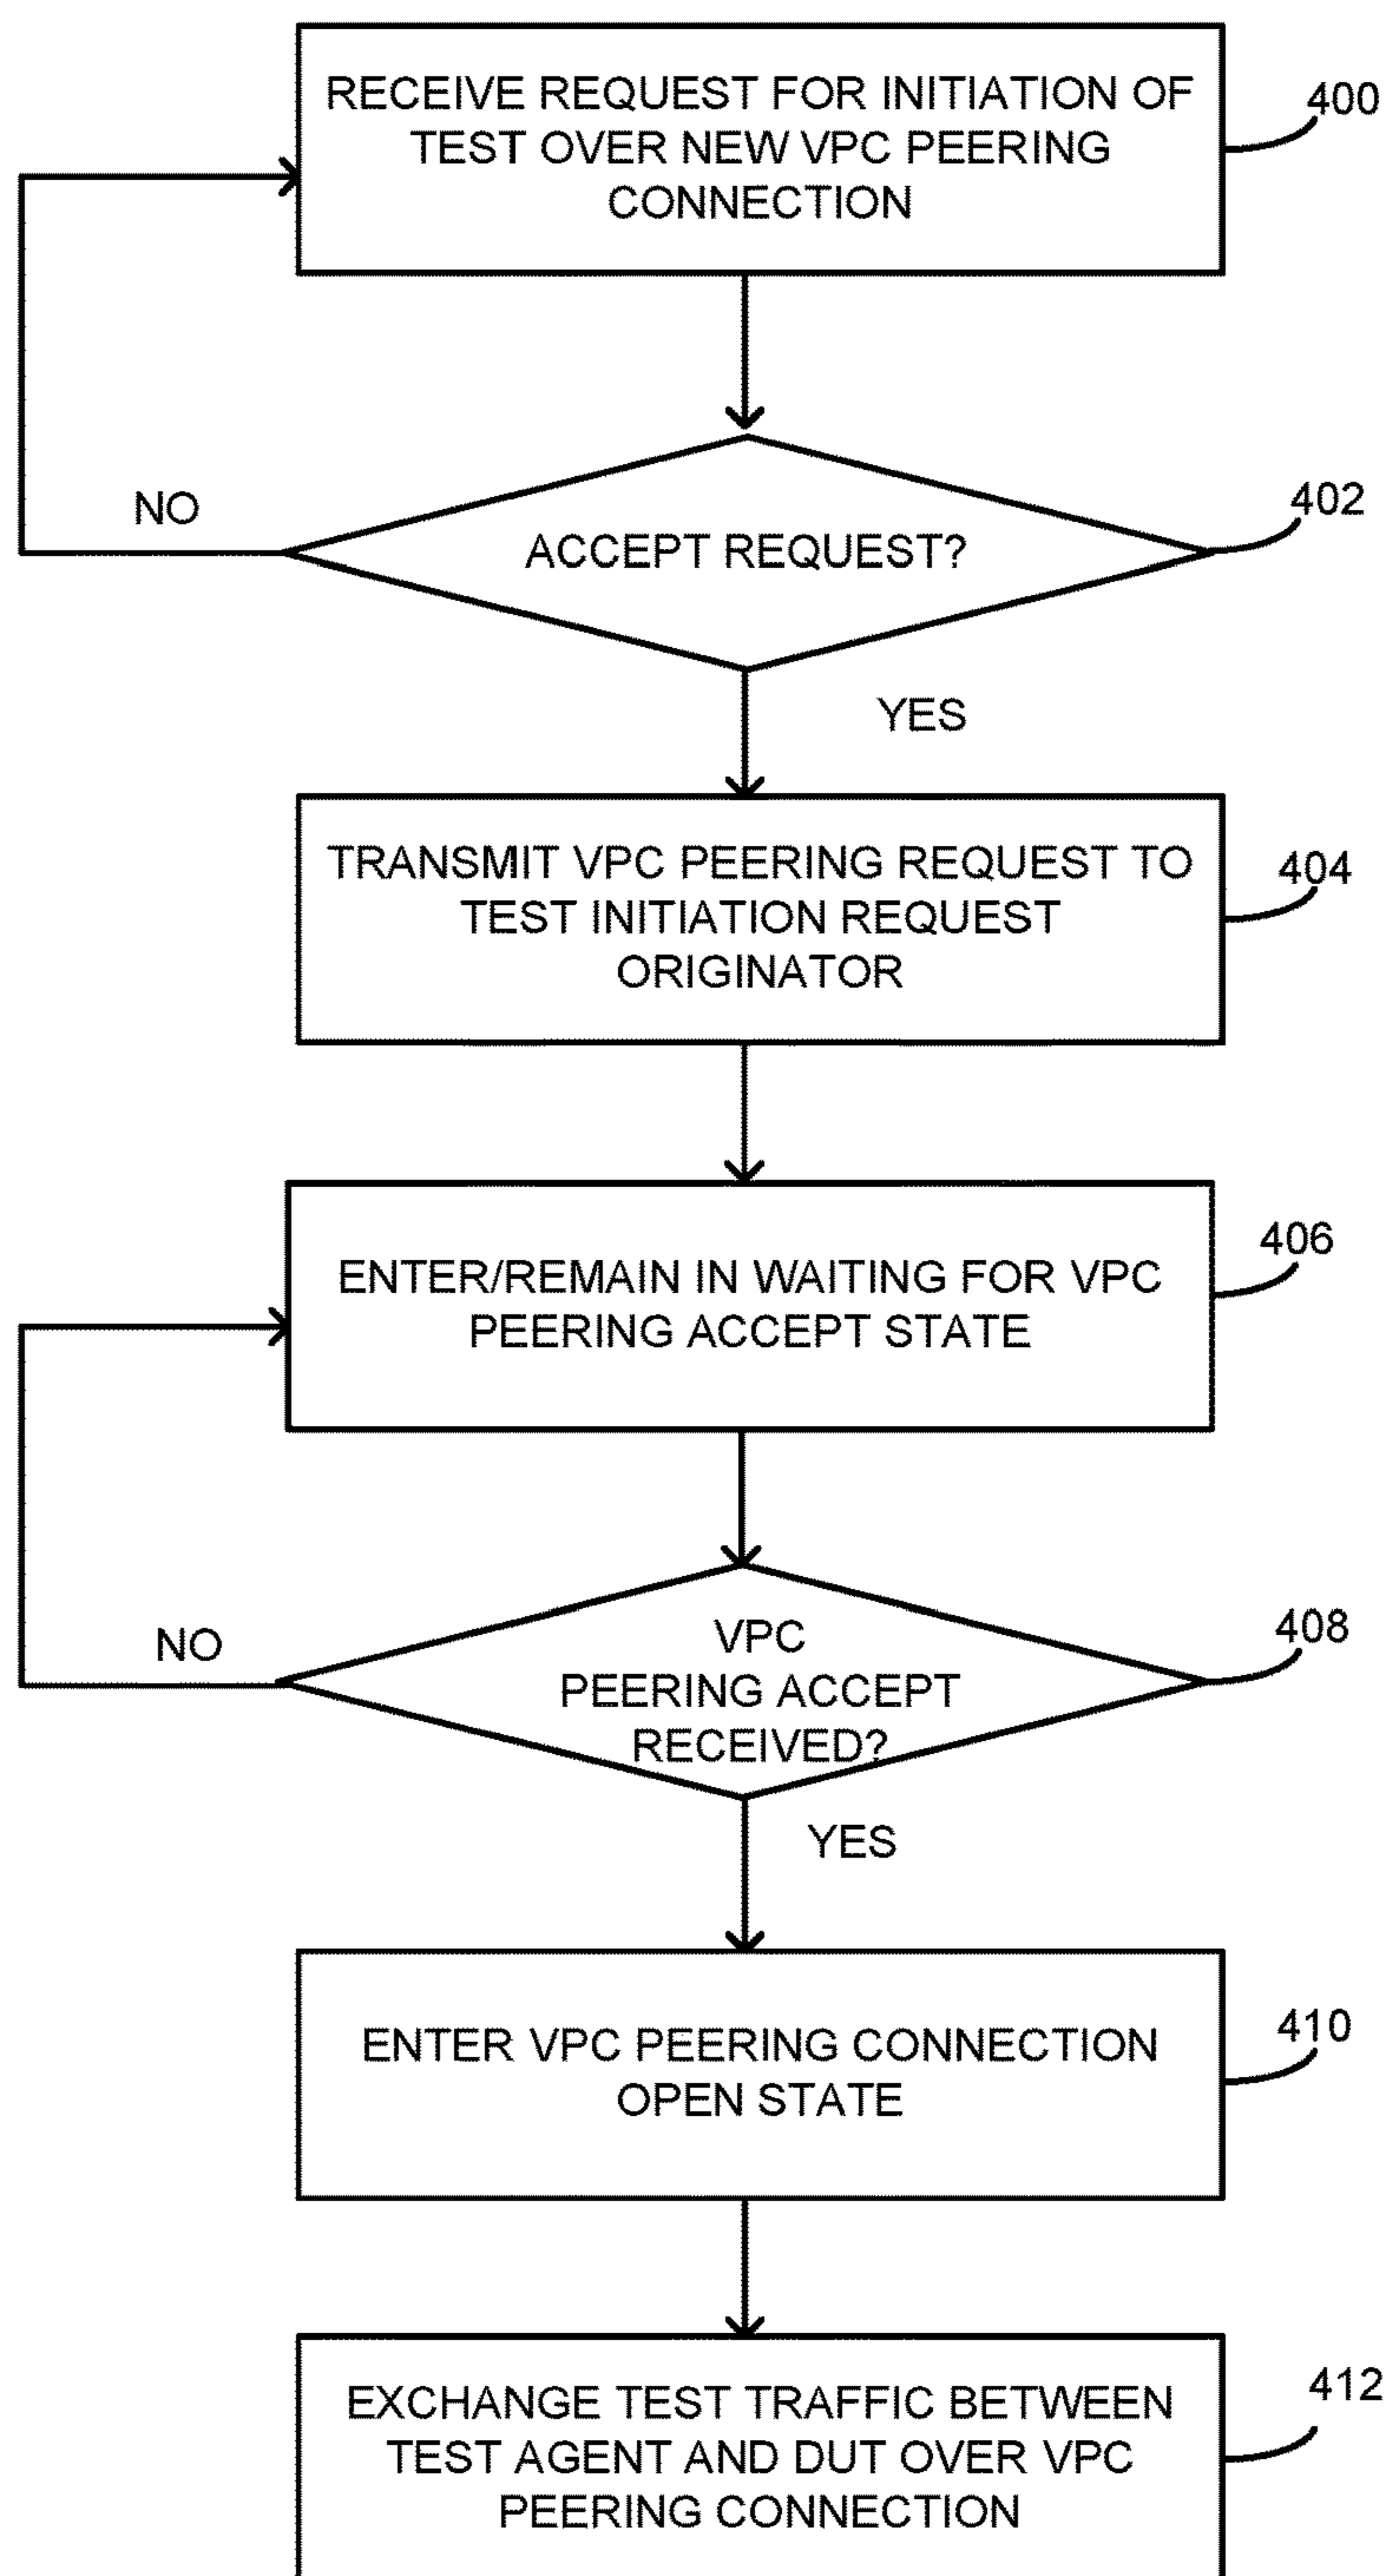 RECEIVE REQUEST FOR INITIATION OF
TEST OVER NEW VPC PEERING
CONNECTION
400
NO
ACCEPT REQUEST?
402
YES
TRANSMIT VPC PEERING REQUEST TO
TEST INITIATION REQUEST
ORIGINATOR
404
ENTER/REMAIN IN WAITING FOR VPC
PEERING ACCEPT STATE
406
NO
VPC
PEERING ACCEPT
RECEIVED?
408
YES
ENTER VPC PEERING CONNECTION
OPEN STATE
410
EXCHANGE TEST TRAFFIC BETWEEN
TEST AGENT AND DUT OVER VPC
PEERING CONNECTION
412